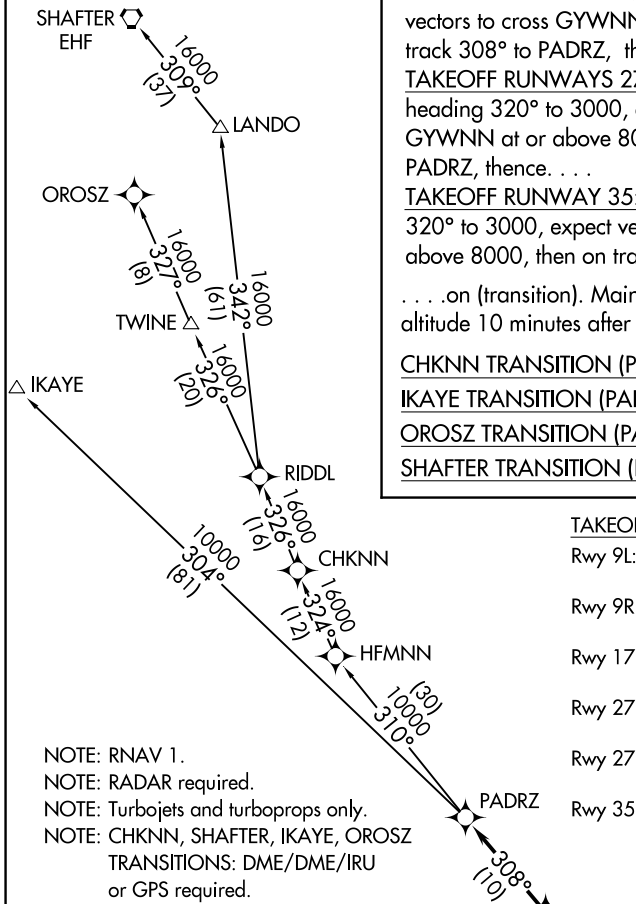 SHAFTER
EHF
16000
309°
(37)
LANDO
OROSZ
16000
327°
(8)
16000
342°
(61)
TWINE
16000
326°
(20)
IKAYE
RIDDL
16000
326°
(16)
CHKNN
10000
304°
(81)
16000
324°
(12)
HFMNN
(30)
10000
310°
PADRZ
308°
(10)
NOTE: RNAV 1.
NOTE: RADAR required.
NOTE: Turbojets and turboprops only.
NOTE: CHKNN, SHAFTER, IKAYE, OROSZ
TRANSITIONS: DME/DME/IRU
or GPS required.
vectors to cross GYWNN
track 308° to PADRZ, th
TAKEOFF RUNWAYS 27
heading 320° to 3000,
GYWNN at or above 80
PADRZ, thence. . . .
TAKEOFF RUNWAY 35:
320° to 3000, expect ve
above 8000, then on tra
. . . .on (transition). Main
altitude 10 minutes after
CHKNN TRANSITION (P
IKAYE TRANSITION (PA
OROSZ TRANSITION (PA
SHAFTER TRANSITION (
TAKEO
Rwy 9L:
Rwy 9R
Rwy 17
Rwy 27
Rwy 27
Rwy 35